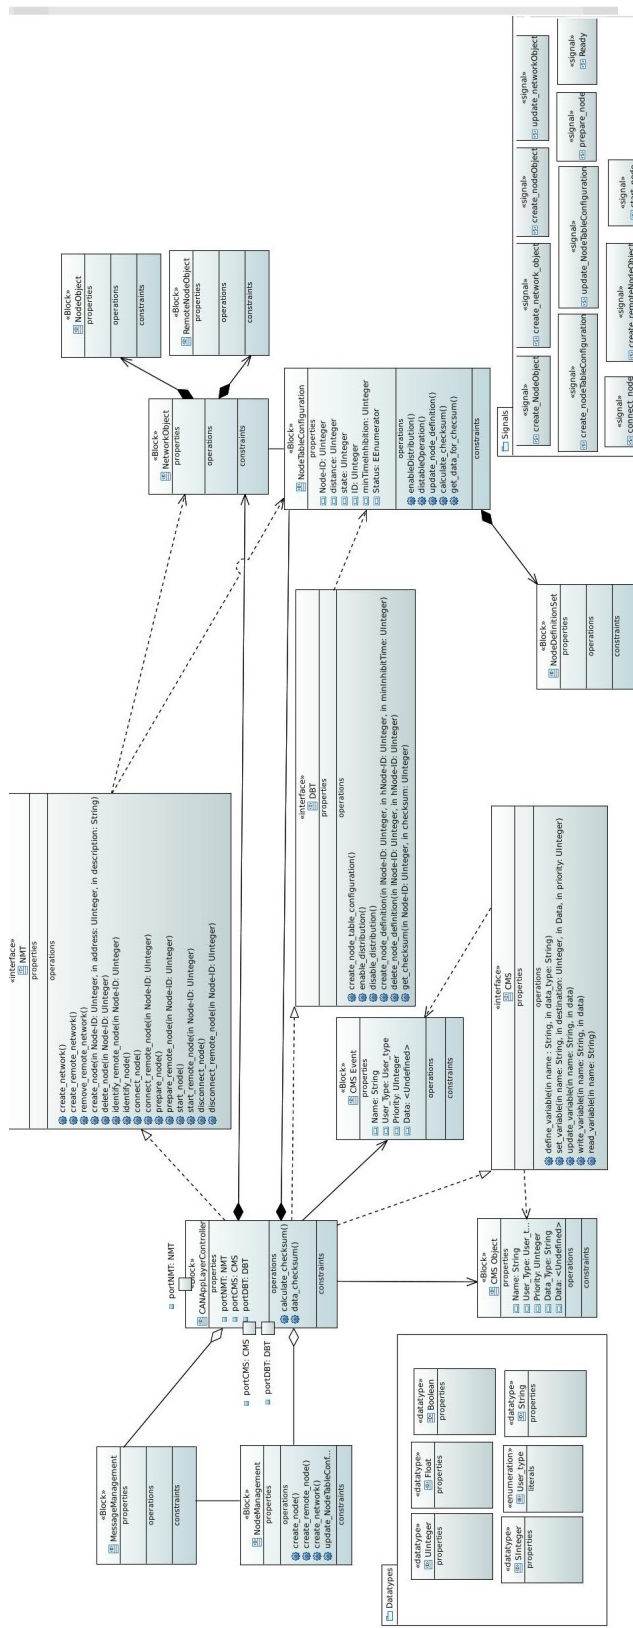 «Block»
MessageManagement
properties
operations
constraints
«Block»
NodeManagement
properties
operations
create_node()
create_remote_node()
create_network()
update_NodeTableConf...
Datatypes
«datatype»
UInteger
properties
«datatype»
Float
properties
«datatype»
Boolean
properties
«datatype»
SInteger
properties
«enumeration»
User_type
literals
«datatype»
String
properties
portNMT: NMT
CANAppLayerController
properties
portNMT: NMT
portCMS: CMS
portDBT: DBT
operations
calculate_checksum()
data_checksum()
constraints
portCMS: CMS
portDBT: DBT
«Block»
CMS Object
properties
Name: String
User_Type: User_t...
Priority: UInteger
Data_Type: String
Data: <Undefined>
operations
constraints
«Block»
CMS Event
properties
Name: String
User_Type: User_type
Priority: UInteger
Data: <Undefined>
operations
constraints
«interface»
NMT
properties
operations
create_network()
create_remote_network()
remove_remote_network()
create_node(in Node-ID: UInteger, in address: UInteger, in description: String)
delete_node(in Node-ID: UInteger)
identify_remote_node(in Node-ID: UInteger)
identify_node()
connect_node()
connect_remote_node(in Node-ID: UInteger)
prepare_node()
prepare_remote_node(in Node-ID: UInteger)
start_node()
start_remote_node(in Node-ID: UInteger)
disconnect_node()
disconnect_remote_node(in Node-ID: UInteger)
«interface»
DBT
properties
operations
create_node_table_configuration()
enable_distribution()
disable_distribution()
create_node_definition(in lNode-ID: UInteger, in hNode-ID: UInteger, in minInhibitTime: UInteger)
delete_node_definition(in lNode-ID: UInteger, in hNode-ID: UInteger)
get_checksum(in Node-ID: UInteger, in checksum: UInteger)
«interface»
CMS
properties
operations
define_variable(in name : String, in data_type: String)
set_variable(in name: String, in destination: UInteger, in Data, in priority: UInteger)
update_variable(in name: String, in data)
write_variable(in name: String, in data)
read_variable(in name: String)
«Block»
NetworkObject
properties
operations
constraints
«Block»
NodeObject
properties
operations
constraints
«Block»
RemoteNodeObject
properties
operations
constraints
«Block»
NodeTableConfiguration
properties
Node-ID: UInteger
distance: UInteger
state: UInteger
ID: UInteger
minTimeInhibition: UInteger
Status: EEnumerator
operations
enableDistribution()
distableOperation()
update_node_definition()
calculate_checksum()
get_data_for_checsum()
constraints
«Block»
NodeDefinitionSet
properties
operations
constraints
Signals
«signal»
create_NodeObject
«signal»
create_network_object
«signal»
create_nodeObject
«signal»
update_networkObject
«signal»
create_nodeTableConfiguration
«signal»
update_NodeTableConfiguration
«signal»
prepare_node
«signal»
Ready
«signal»
connect_node
«signal»
create_remoteNodeObject
«signal»